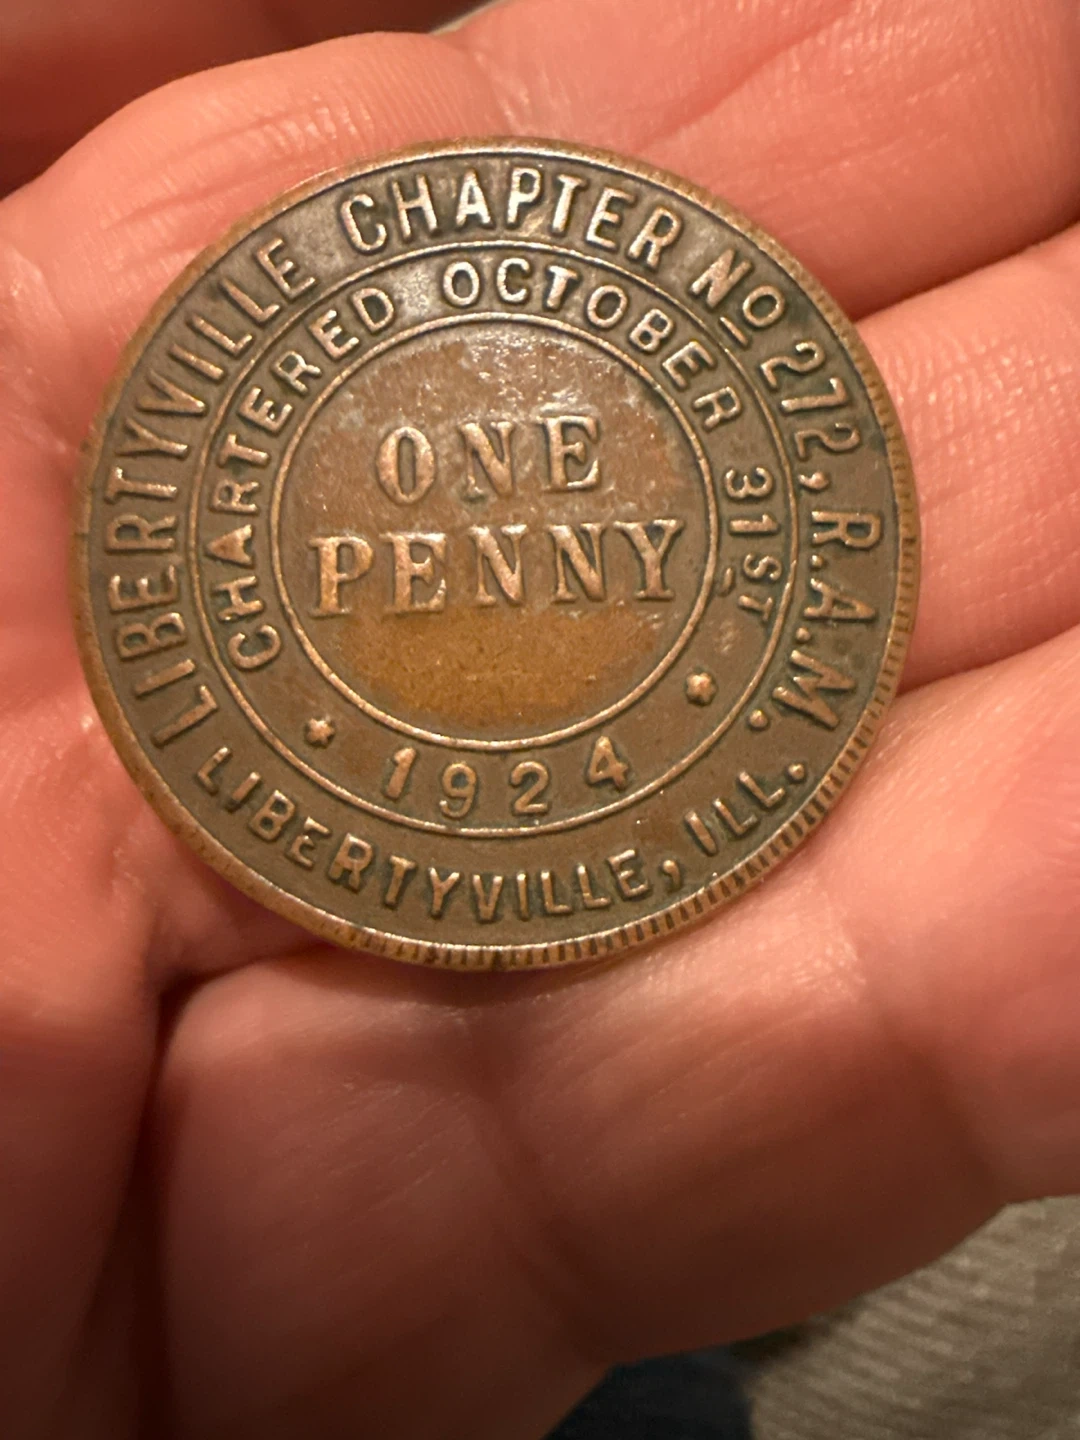 LIBERTYVILLE CHAPTER No 272, R.A.M.
LIBERTYVILLE, ILL.
CHARTERED OCTOBER 31ST
1924
ONE
PENNY